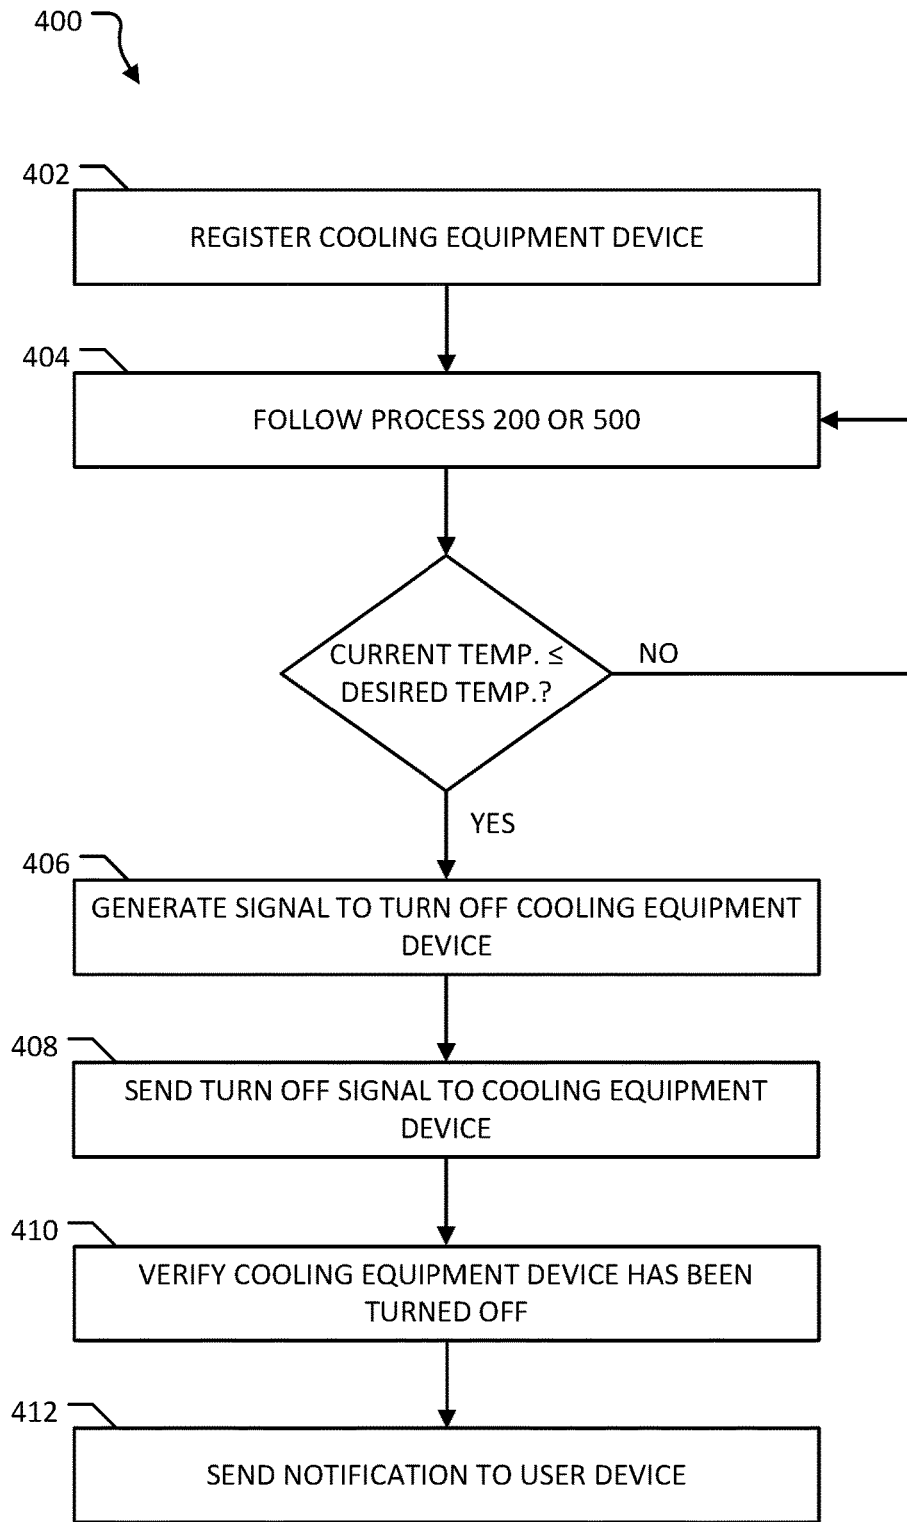 400
402
REGISTER COOLING EQUIPMENT DEVICE
404
FOLLOW PROCESS 200 OR 500
CURRENT TEMP. ≤
DESIRED TEMP.?
NO
YES
406
GENERATE SIGNAL TO TURN OFF COOLING EQUIPMENT
DEVICE
408
SEND TURN OFF SIGNAL TO COOLING EQUIPMENT
DEVICE
410
VERIFY COOLING EQUIPMENT DEVICE HAS BEEN
TURNED OFF
412
SEND NOTIFICATION TO USER DEVICE